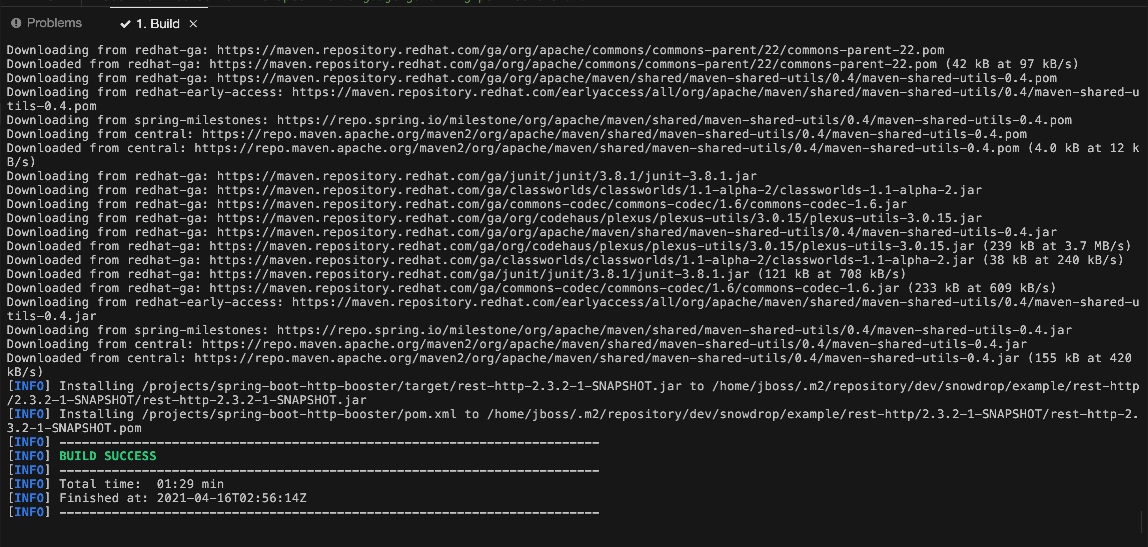 Problems
1. Build ×
Downloading from redhat-ga: https://maven.repository.redhat.com/ga/org/apache/commons/commons-parent/22/commons-parent-22.pom
Downloaded from redhat-ga: https://maven.repository.redhat.com/ga/org/apache/commons/commons-parent/22/commons-parent-22.pom (42 kB at 97 kB/s)
Downloading from redhat-ga: https://maven.repository.redhat.com/ga/org/apache/maven/shared/maven-shared-utils/0.4/maven-shared-utils-0.4.pom
Downloading from redhat-early-access: https://maven.repository.redhat.com/earlyaccess/all/org/apache/maven/shared/maven-shared-utils/0.4/maven-shared-u
tils-0.4.pom
Downloading from spring-milestones: https://repo.spring.io/milestone/org/apache/maven/shared/maven-shared-utils/0.4/maven-shared-utils-0.4.pom
Downloading from central: https://repo.maven.apache.org/maven2/org/apache/maven/shared/maven-shared-utils/0.4/maven-shared-utils-0.4.pom
Downloaded from central: https://repo.maven.apache.org/maven2/org/apache/maven/shared/maven-shared-utils/0.4/maven-shared-utils-0.4.pom (4.0 kB at 12 k
B/s)
Downloading from redhat-ga: https://maven.repository.redhat.com/ga/junit/junit/3.8.1/junit-3.8.1.jar
Downloading from redhat-ga: https://maven.repository.redhat.com/ga/classworlds/classworlds/1.1-alpha-2/classworlds-1.1-alpha-2.jar
Downloading from redhat-ga: https://maven.repository.redhat.com/ga/commons-codec/commons-codec/1.6/commons-codec-1.6.jar
Downloading from redhat-ga: https://maven.repository.redhat.com/ga/org/codehaus/plexus/plexus-utils/3.0.15/plexus-utils-3.0.15.jar
Downloading from redhat-ga: https://maven.repository.redhat.com/ga/org/apache/maven/shared/maven-shared-utils/0.4/maven-shared-utils-0.4.jar
Downloaded from redhat-ga: https://maven.repository.redhat.com/ga/org/codehaus/plexus/plexus-utils/3.0.15/plexus-utils-3.0.15.jar (239 kB at 3.7 MB/s)
Downloaded from redhat-ga: https://maven.repository.redhat.com/ga/classworlds/classworlds/1.1-alpha-2/classworlds-1.1-alpha-2.jar (38 kB at 240 kB/s)
Downloaded from redhat-ga: https://maven.repository.redhat.com/ga/junit/junit/3.8.1/junit-3.8.1.jar (121 kB at 708 kB/s)
Downloaded from redhat-ga: https://maven.repository.redhat.com/ga/commons-codec/commons-codec/1.6/commons-codec-1.6.jar (233 kB at 609 kB/s)
Downloading from redhat-early-access: https://maven.repository.redhat.com/earlyaccess/all/org/apache/maven/shared/maven-shared-utils/0.4/maven-shared-u
tils-0.4.jar
Downloading from spring-milestones: https://repo.spring.io/milestone/org/apache/maven/shared/maven-shared-utils/0.4/maven-shared-utils-0.4.jar
Downloading from central: https://repo.maven.apache.org/maven2/org/apache/maven/shared/maven-shared-utils/0.4/maven-shared-utils-0.4.jar
Downloaded from central: https://repo.maven.apache.org/maven2/org/apache/maven/shared/maven-shared-utils/0.4/maven-shared-utils-0.4.jar (155 kB at 420
kB/s)
[INFO] Installing /projects/spring-boot-http-booster/target/rest-http-2.3.2-1-SNAPSHOT.jar to /home/jboss/.m2/repository/dev/snowdrop/example/rest-http
/2.3.2-1-SNAPSHOT/rest-http-2.3.2-1-SNAPSHOT.jar
[INFO] Installing /projects/spring-boot-http-booster/pom.xml to /home/jboss/.m2/repository/dev/snowdrop/example/rest-http/2.3.2-1-SNAPSHOT/rest-http-2.
3.2-1-SNAPSHOT.pom
[INFO] ------------------------------------------------------------------------
[INFO] BUILD SUCCESS
[INFO] ------------------------------------------------------------------------
[INFO] Total time:  01:29 min
[INFO] Finished at: 2021-04-16T02:56:14Z
[INFO] ------------------------------------------------------------------------